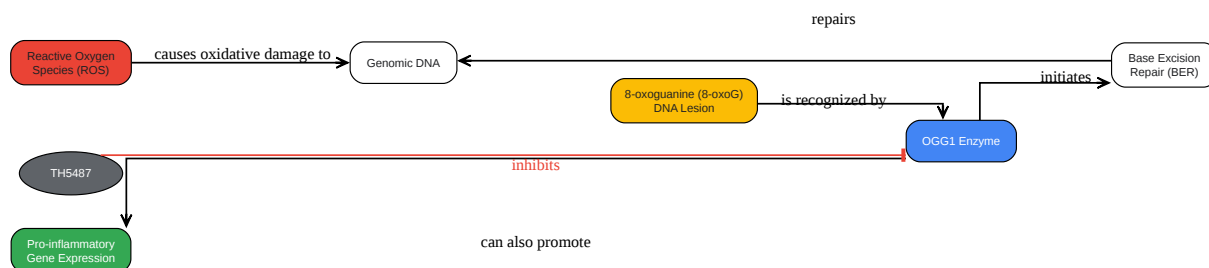 repairs
Reactive Oxygen
Species (ROS)
causes oxidative damage to
Genomic DNA
Base Excision
Repair (BER)
initiates
8-oxoguanine (8-oxoG)
DNA Lesion
is recognized by
OGG1 Enzyme
TH5487
inhibits
Pro-inflammatory
Gene Expression
can also promote